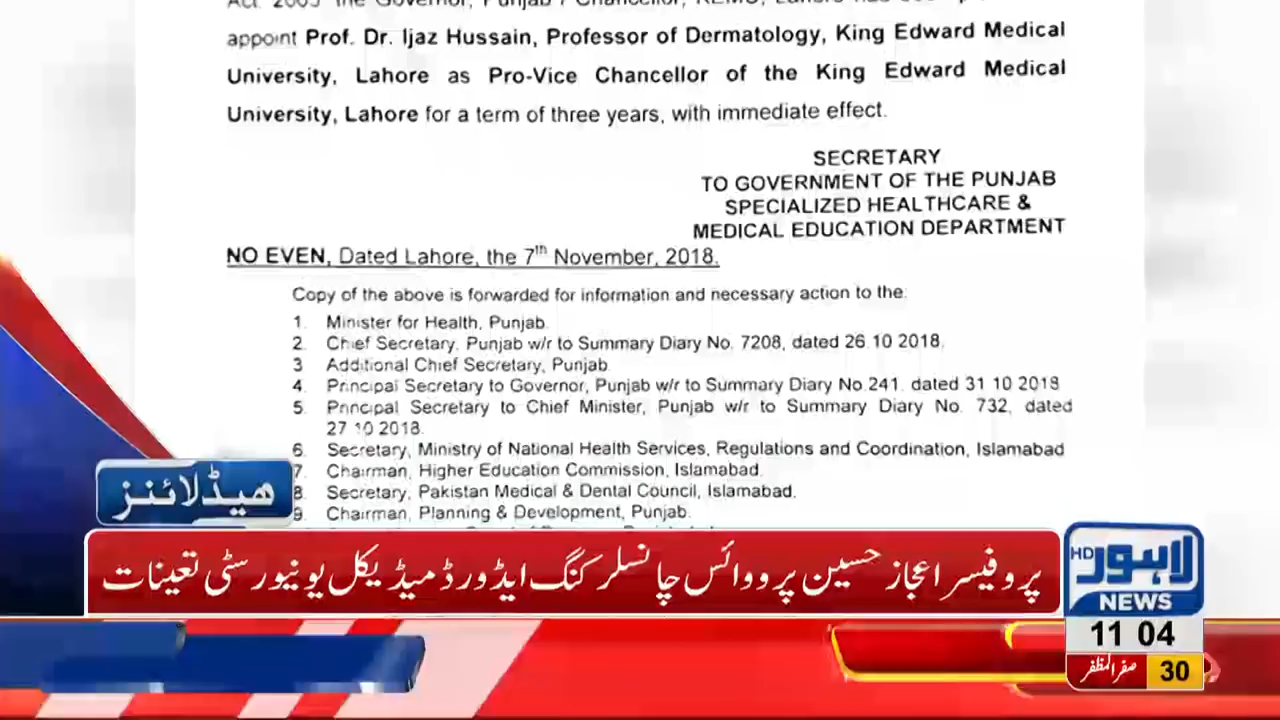 appoint Prof. Dr. Ijaz Hussain, Professor of Dermatology, King Edward Medical
University, Lahore as Pro-Vice Chancellor of the King Edward Medical
University, Lahore for a term of three years, with immediate effect.
SECRETARY
TO GOVERNMENT OF THE PUNJAB
SPECIALIZED HEALTHCARE &
MEDICAL EDUCATION DEPARTMENT
NO EVEN, Dated Lahore, the 7th November, 2018.
Copy of the above is forwarded for information and necessary action to the:
1. Minister for Health, Punjab.
2. Chief Secretary, Punjab w/r to Summary Diary No. 7208, dated 26.10.2018.
3 Additional Chief Secretary, Punjab.
4. Principal Secretary to Governor, Punjab w/r to Summary Diary No.241, dated 31.10.2018
5. Principal Secretary to Chief Minister, Punjab w/r to Summary Diary No. 732, dated
27.10.2018.
6. Secretary, Ministry of National Health Services, Regulations and Coordination, Islamabad
7. Chairman, Higher Education Commission, Islamabad.
8. Secretary, Pakistan Medical & Dental Council, Islamabad.
9. Chairman, Planning & Development, Punjab.
ھیڈلائنز
پروفیسر اعجاز حسین پرووائس چانسلر کنگ ایڈورڈ میڈیکل یونیورسٹی تعینات
لاہور HD
NEWS
11 04
صفرالمظفر 30